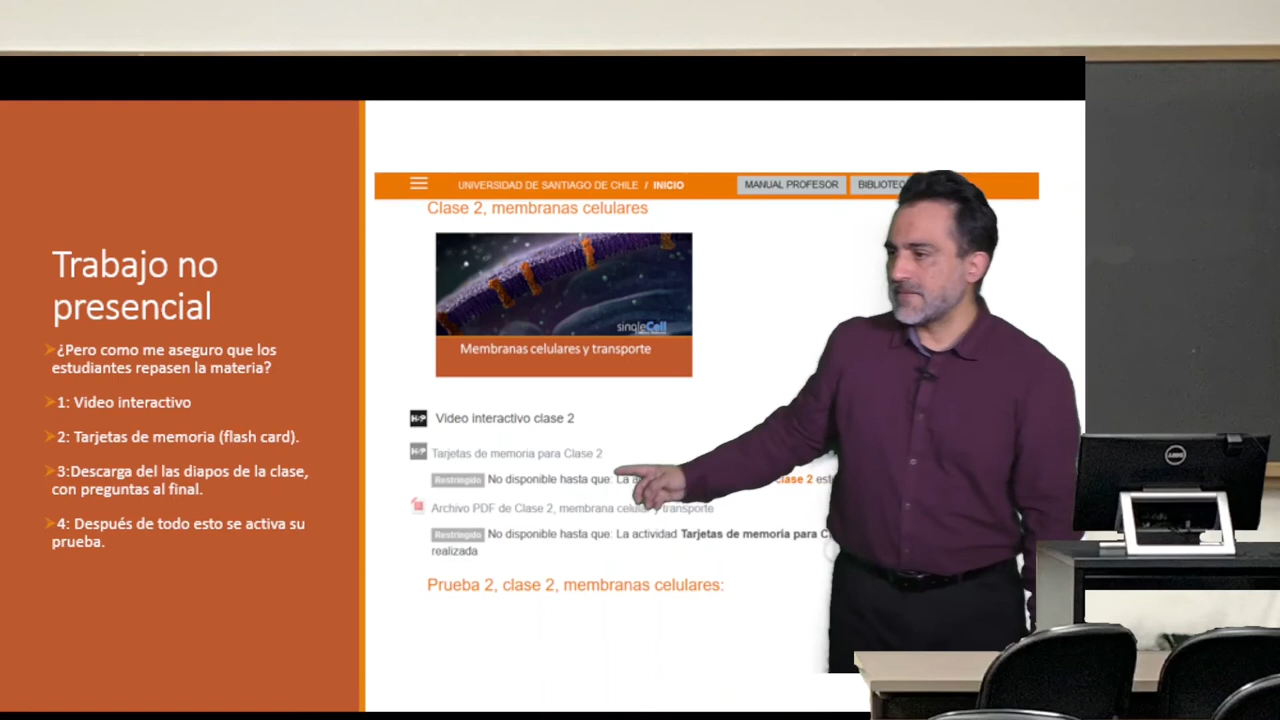 Trabajo no
presencial
¿Pero como me aseguro que los
estudiantes repasen la materia?
1: Video interactivo
2: Tarjetas de memoria (flash card).
3:Descarga del las diapos de la clase,
con preguntas al final.
4: Después de todo esto se activa su
prueba.
UNIVERSIDAD DE SANTIAGO DE CHILE / INICIO
MANUAL PROFESOR
Clase 2, membranas celulares
singleCell
Membranas celulares y transporte
H-P Video interactivo clase 2
H-P Tarjetas de memoria para Clase 2
Restringido No disponible hasta que: La clase 2
Archivo PDF de Clase 2, membrana celular y transporte
Restringido No disponible hasta que: La actividad Tarjetas de memoria para
realizada
Prueba 2, clase 2, membranas celulares:
DELL